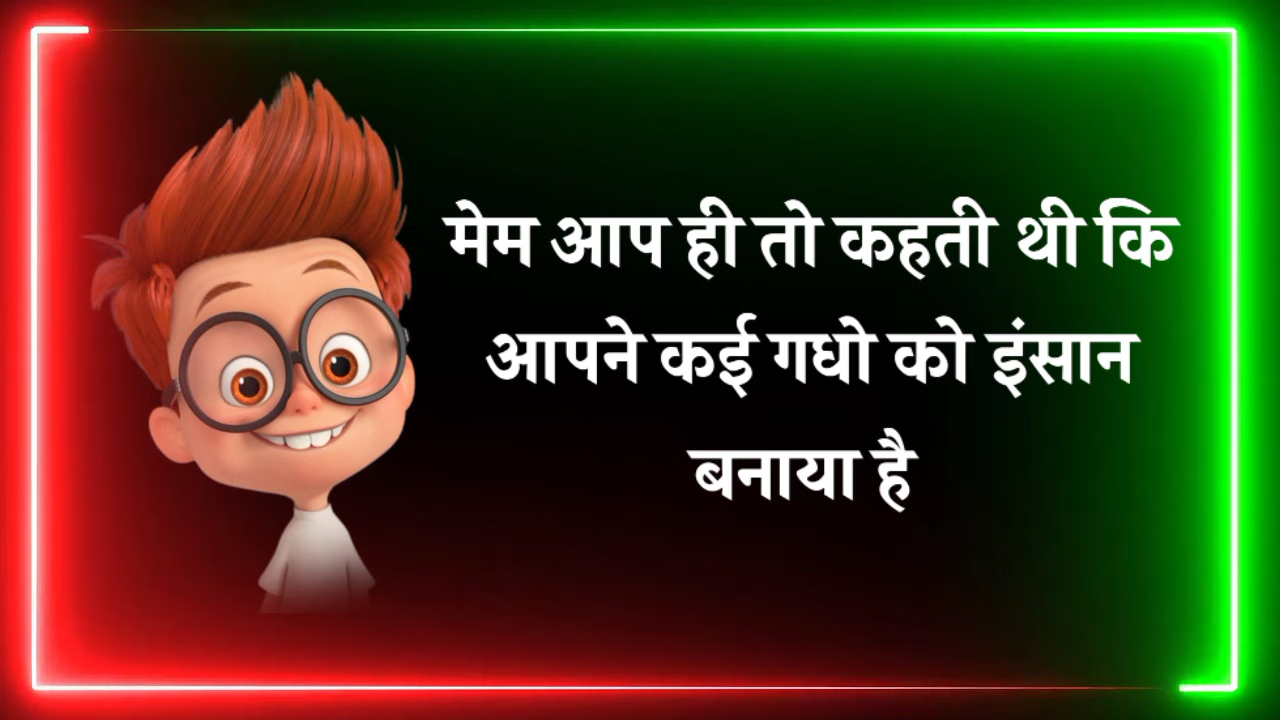 मेम आप ही तो कहती थी कि
आपने कई गधो को इंसान
बनाया है